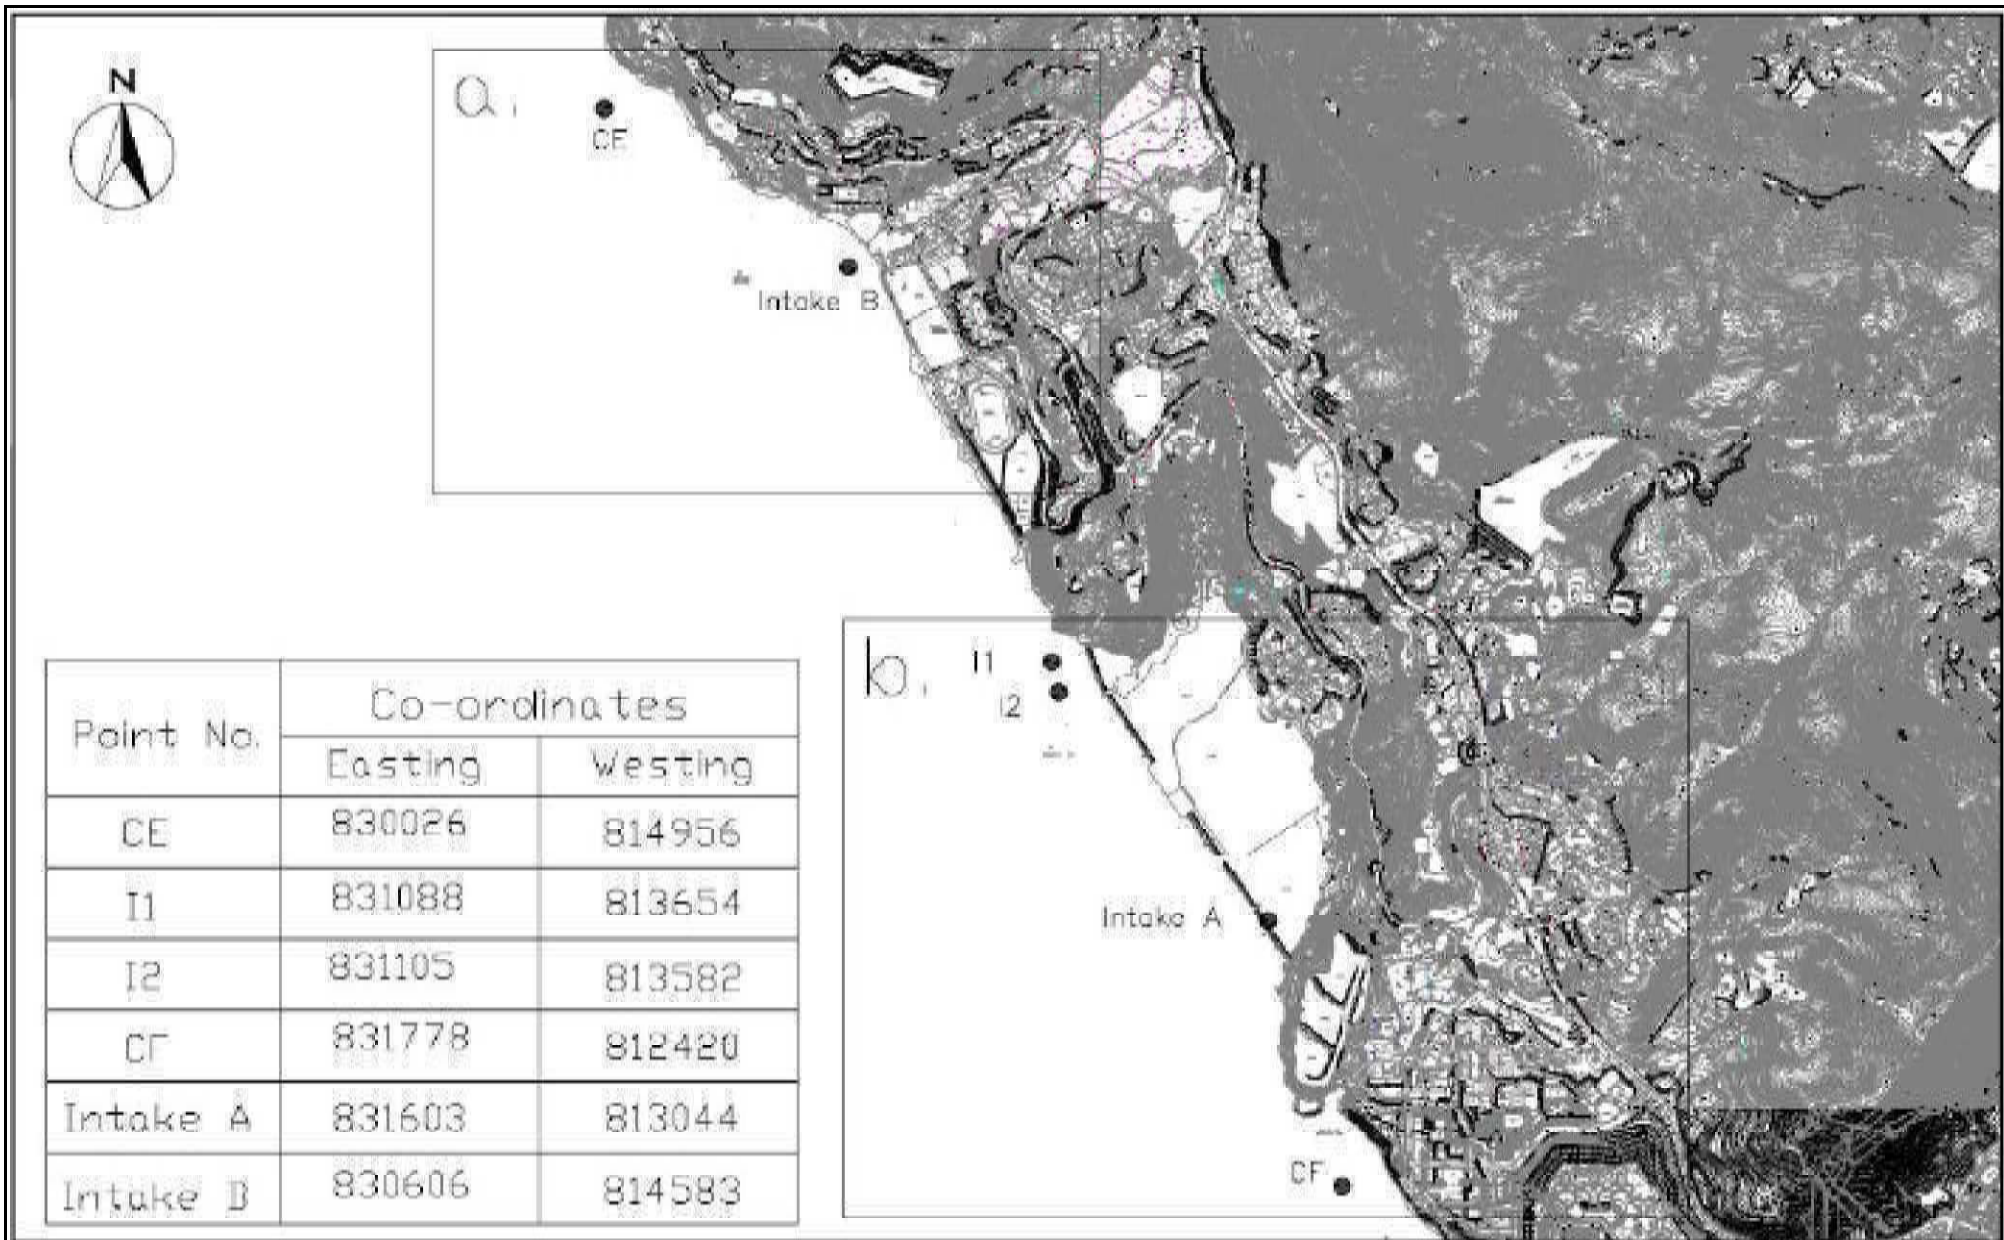 N
a.
CE
Intake B
b.
I1
I2
Intake A
CF
Point No. Co-ordinates
Easting Westing
CE 830026 814956
I1 831088 813654
I2 831105 813582
CF 831778 812420
Intake A 831603 813044
Intake B 830606 814583